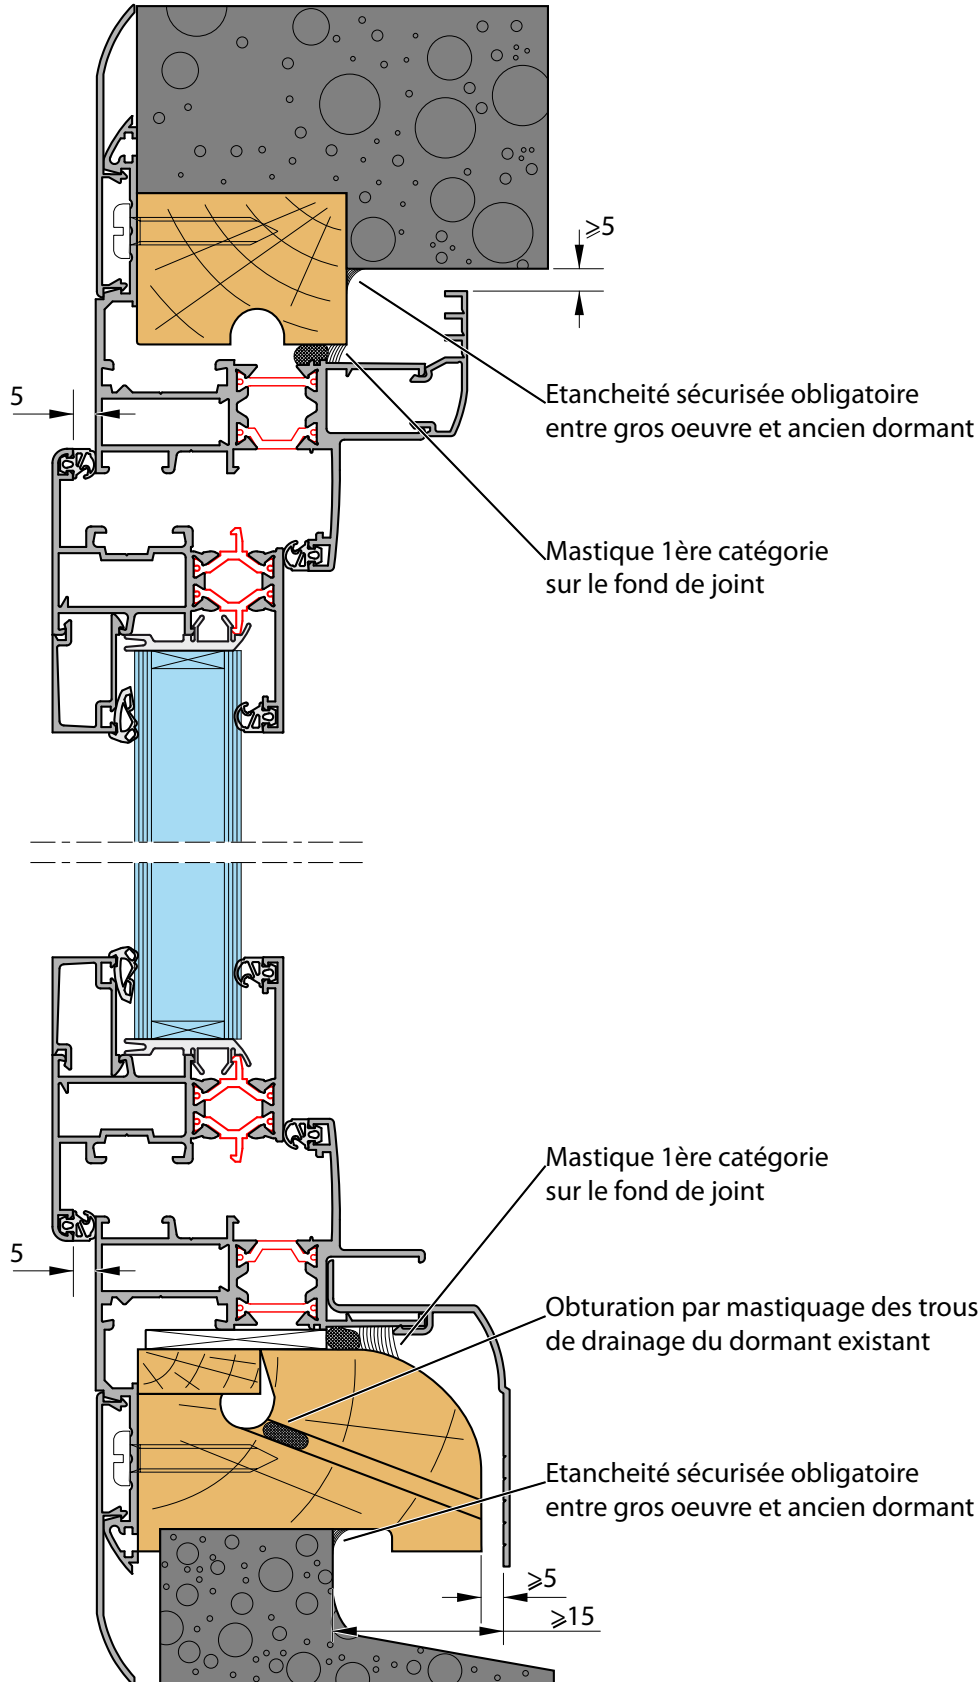 ⩾5
Etancheité sécurisée obligatoire
entre gros oeuvre et ancien dormant
5
Mastique 1ère catégorie
sur le fond de joint
Mastique 1ère catégorie
sur le fond de joint
5
Obturation par mastiquage des trous
de drainage du dormant existant
Etancheité sécurisée obligatoire
entre gros oeuvre et ancien dormant
⩾5
⩾15